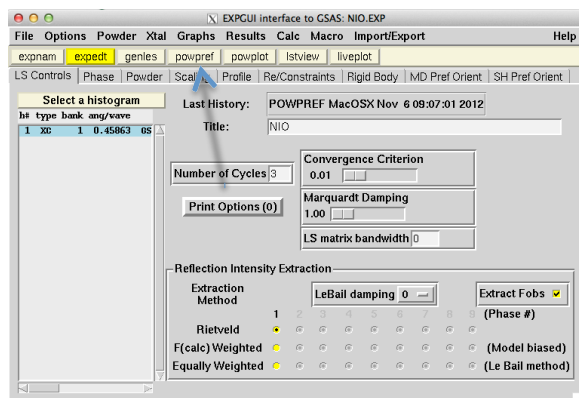 EXPGUI interface to GSAS: NIO.EXP
File Options Powder Xtal Graphs Results Calc Macro Import/Export Help
expnam expedt genles powpref powplot lstview liveplot
LS Controls Phase Powder Scaling Profile Re/Constraints Rigid Body MD Pref Orient SH Pref Orient
Select a histogram
h# type bank ang/wave
1 XC 1 0.45863 0S
Last History: POWPREF MacOSX Nov 6 09:07:01 2012
Title: NIO
Number of Cycles 3
Convergence Criterion
0.01
Print Options (0)
Marquardt Damping
1.00
LS matrix bandwidth 0
Reflection Intensity Extraction
Extraction Method
LeBail damping 0
Extract Fobs
1 2 3 4 5 6 7 8 9 (Phase #)
Rietveld
F(calc) Weighted (Model biased)
Equally Weighted (Le Bail method)